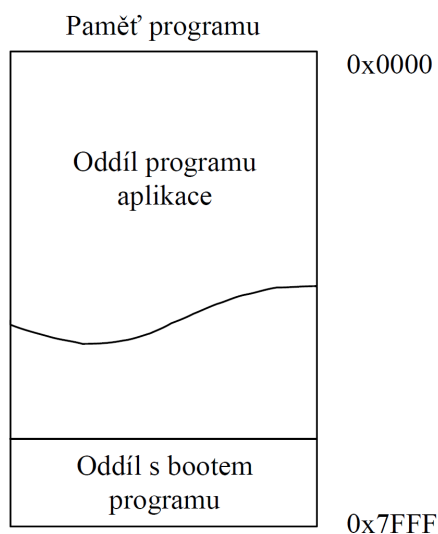 Paměť programu
0x0000
Oddíl programu
aplikace
Oddíl s bootem
programu
0x7FFF